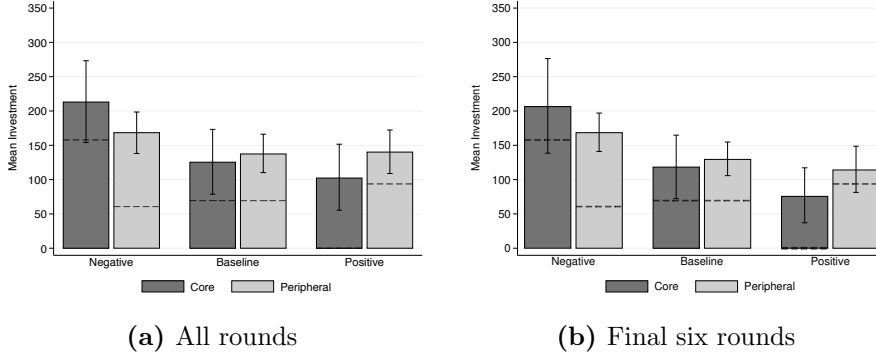 350
300
250
200
150
100
50
0
Mean Investment
Negative Baseline Positive
Core Peripheral
(a) All rounds
350
300
250
200
150
100
50
0
Mean Investment
Negative Baseline Positive
Core Peripheral
(b) Final six rounds